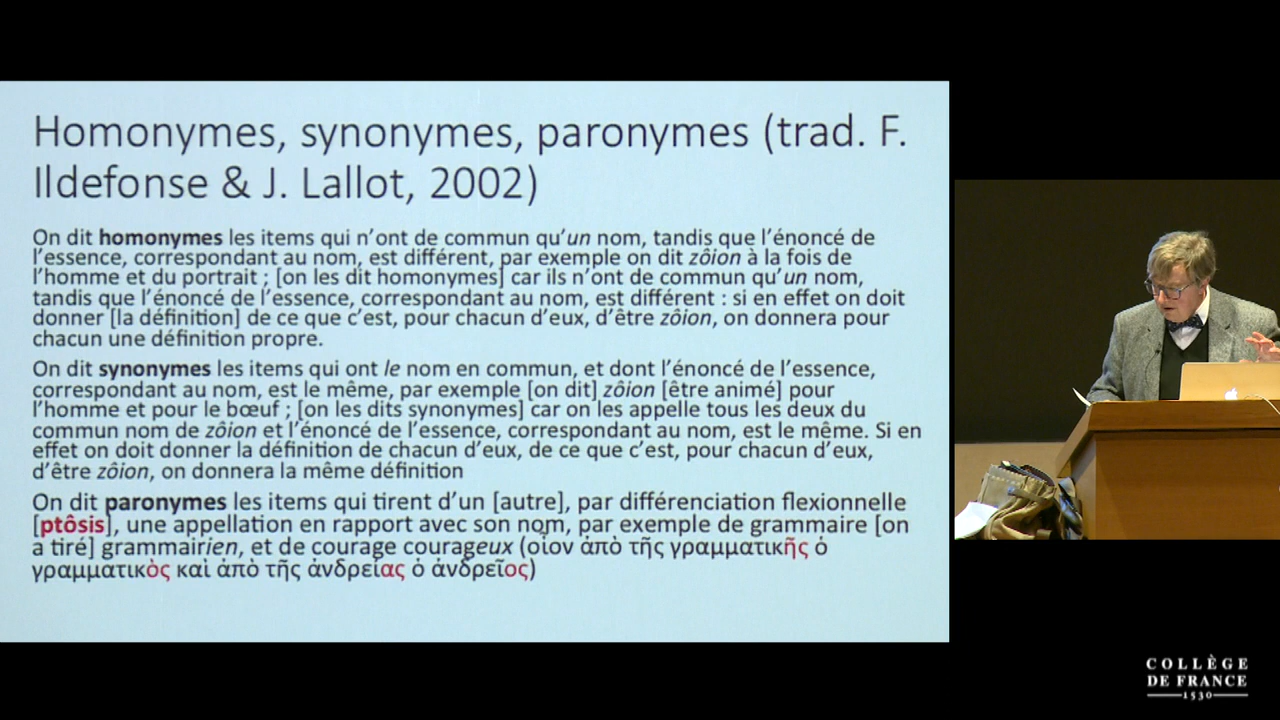 Homonymes, synonymes, paronymes (trad. F.
Ildefonse & J. Lallot, 2002)
On dit homonymes les items qui n’ont de commun qu’un nom, tandis que l’énoncé de
l’essence, correspondant au nom, est différent, par exemple on dit zôion à la fois de
l’homme et du portrait ; [on les dit homonymes] car ils n’ont de commun qu’un nom,
tandis que l’énoncé de l’essence, correspondant au nom, est différent : si en effet on doit
donner [la définition] de ce que c’est, pour chacun d’eux, d’être zôion, on donnera pour
chacun une définition propre.
On dit synonymes les items qui ont le nom en commun, et dont l’énoncé de l’essence,
correspondant au nom, est le même, par exemple [on dit] zôion [être animé] pour
l’homme et pour le bœuf ; [on les dits synonymes] car on les appelle tous les deux du
commun nom de zôion et l’énoncé de l’essence, correspondant au nom, est le même. Si en
effet on doit donner la définition de chacun d’eux, de ce que c’est, pour chacun d’eux,
d’être zôion, on donnera la même définition
On dit paronymes les items qui tirent d’un [autre], par différenciation flexionnelle
[ptôsis], une appellation en rapport avec son nom, par exemple de grammaire [on
a tiré] grammairien, et de courage courageux (οἷον ἀπὸ τῆς γραμματικῆς ὁ
γραμματικὸς καὶ ἀπὸ τῆς ἀνδρείας ὁ ἀνδρεῖος)
COLLÈGE
DE FRANCE
1530